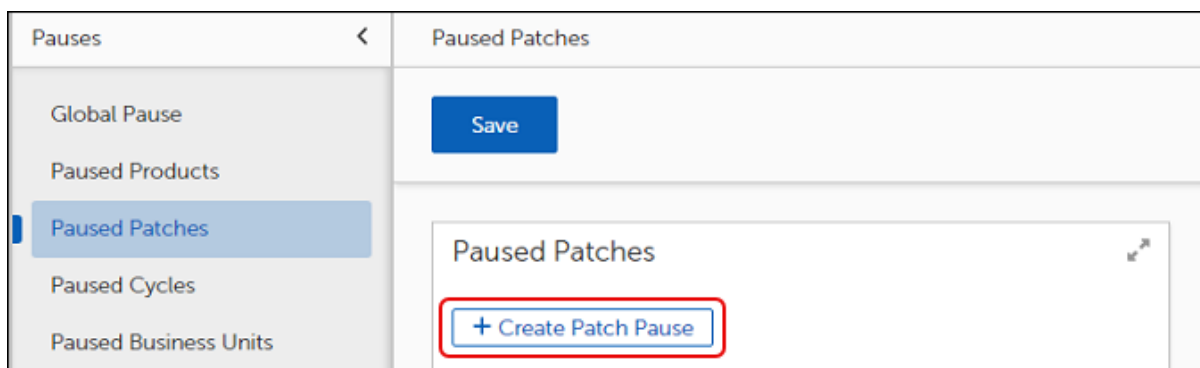 Pauses
Global Pause
Paused Products
Paused Patches
Paused Cycles
Paused Business Units
Paused Patches
Save
Paused Patches
+ Create Patch Pause